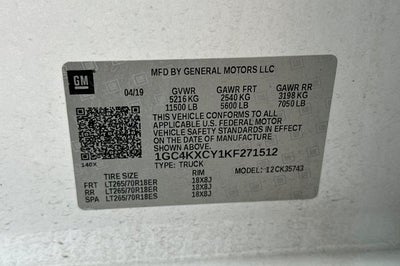 GM
MFD BY GENERAL MOTORS LLC
04/19 GVWR GAWR FRT GAWR RR
5216 KG 2540 KG 3198 KG
11500 LB 5600 LB 7050 LB
THIS VEHICLE CONFORMS TO ALL
APPLICABLE U.S. FEDERAL MOTOR
VEHICLE SAFETY STANDARDS IN
EFFECT ON THE DATE OF
MANUFACTURE SHOWN ABOVE.
1GC4KXCY1KF271512
140X TYPE: TRUCK
TIRE SIZE RIM MODEL: 12CK35743
FRT LT265/70R18ER 18X8J
RR LT265/70R18ER 18X8J
SPA LT265/70R18ES 18X8J